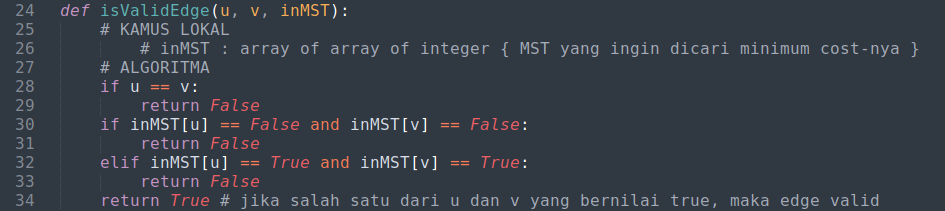 24 def isValidEdge(u, v, inMST):
25     # KAMUS LOKAL
26         # inMST : array of array of integer { MST yang ingin dicari minimum cost-nya }
27     # ALGORITMA
28     if u == v:
29         return False
30     if inMST[u] == False and inMST[v] == False:
31         return False
32     elif inMST[u] == True and inMST[v] == True:
33         return False
34     return True # jika salah satu dari u dan v yang bernilai true, maka edge valid